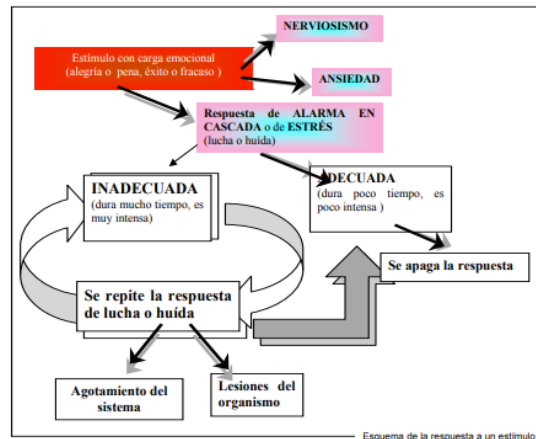 NERVIOSISMO
Estímulo con carga emocional
(alegría o pena, éxito o fracaso )
ANSIEDAD
Respuesta de ALARMA EN
CASCADA o de ESTRÉS
(lucha o huída)
INADECUADA
(dura mucho tiempo, es
muy intensa)
ADECUADA
(dura poco tiempo, es
poco intensa )
Se apaga la respuesta
Se repite la respuesta
de lucha o huída
Agotamiento del
sistema
Lesiones del
organismo
Esquema de la respuesta a un estímulo